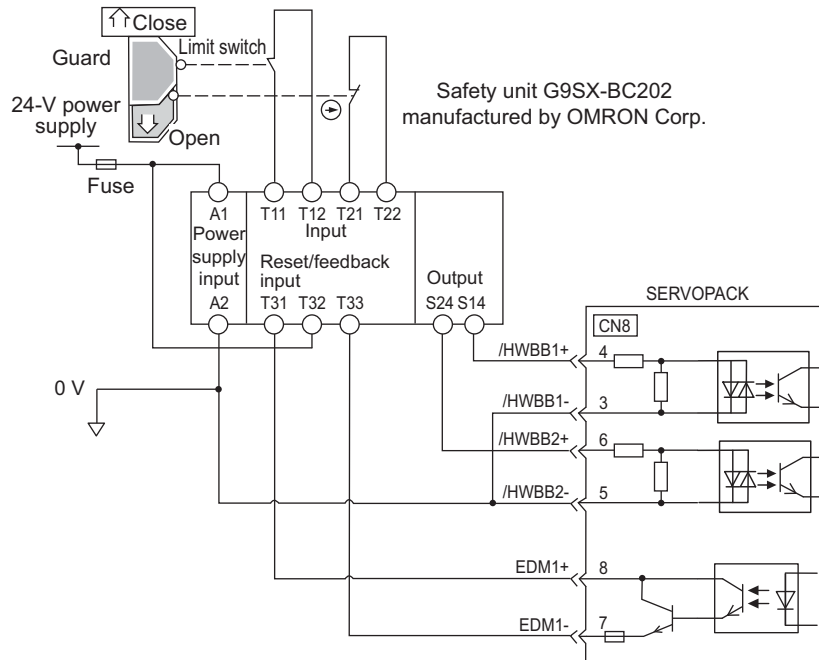 Close
Guard
Limit switch
24-V power
supply
Open
Fuse
Safety unit G9SX-BC202
manufactured by OMRON Corp.
A1
T11
T12
T21
T22
Power
supply
input
Input
Reset/feedback
input
Output
A2
T31
T32
T33
S24
S14
SERVOPACK
CN8
0 V
/HWBB1+
4
/HWBB1-
3
/HWBB2+
6
/HWBB2-
5
EDM1+
8
EDM1-
7